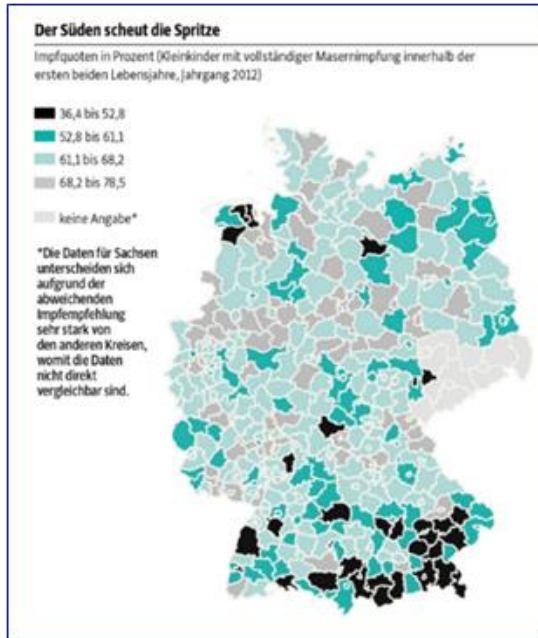 Der Süden scheut die Spritze
Impfquoten in Prozent (Kleinkinder mit vollständiger Masernimpfung innerhalb der
ersten beiden Lebensjahre, Jahrgang 2012)
36,4 bis 52,8
52,8 bis 61,1
61,1 bis 68,2
68,2 bis 78,5
keine Angabe*
*Die Daten für Sachsen
unterscheiden sich
aufgrund der
abweichenden
Impfempfehlung
sehr stark von
den anderen Kreisen,
womit die Daten
nicht direkt
vergleichbar sind.